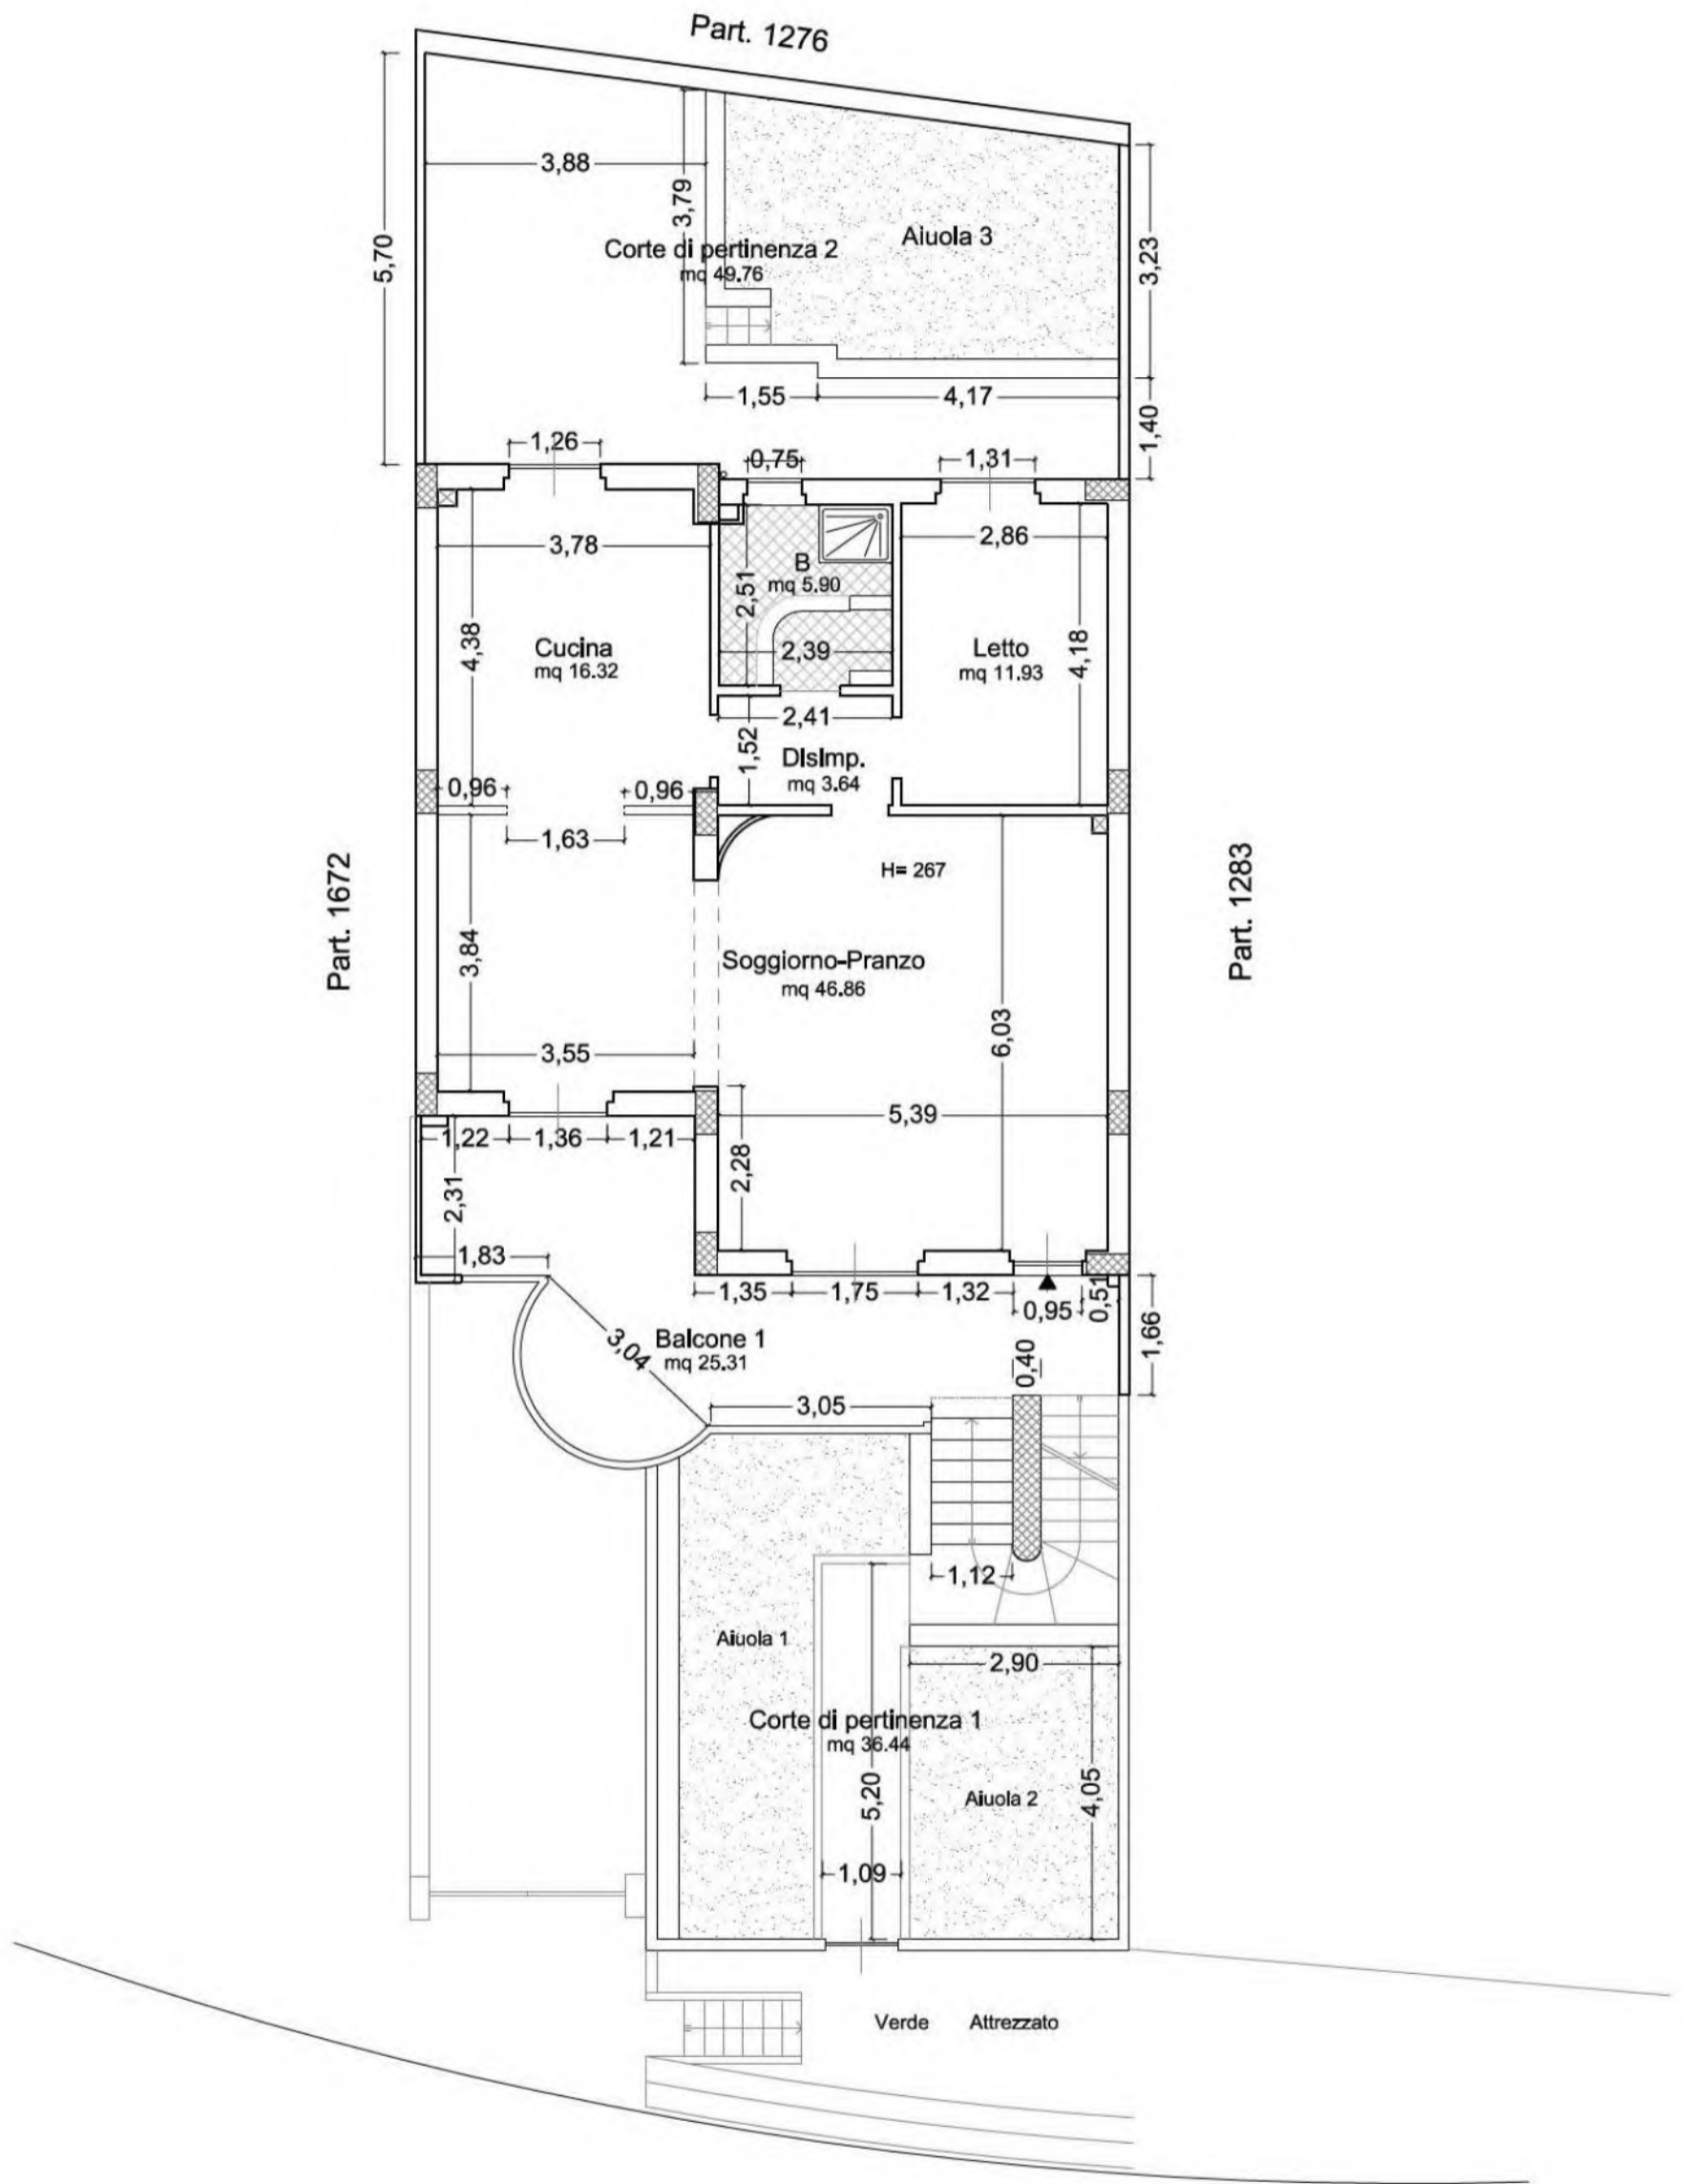 Part. 1276
3,88
3,79
5,70
Corte di pertinenza 2
mq 49.76
Aiuola 3
3,23
1,55
4,17
1,40
1,26
0,75
1,31
3,78
2,86
B
mq 5.90
2,51
4,38
Cucina
mq 16.32
2,39
Letto
mq 11.93
4,18
2,41
1,52
Disimp.
mq 3.64
0,96
0,96
1,63
H= 267
Part. 1672
Part. 1283
3,84
Soggiorno-Pranzo
mq 46.86
6,03
3,55
5,39
1,22
1,36
1,21
2,28
2,31
1,83
1,35
1,75
1,32
0,95
0,51
1,66
3,04
Balcone 1
mq 25.31
0,40
3,05
1,12
Aiuola 1
2,90
Corte di pertinenza 1
mq 36.44
5,20
Aiuola 2
4,05
1,09
Verde Attrezzato